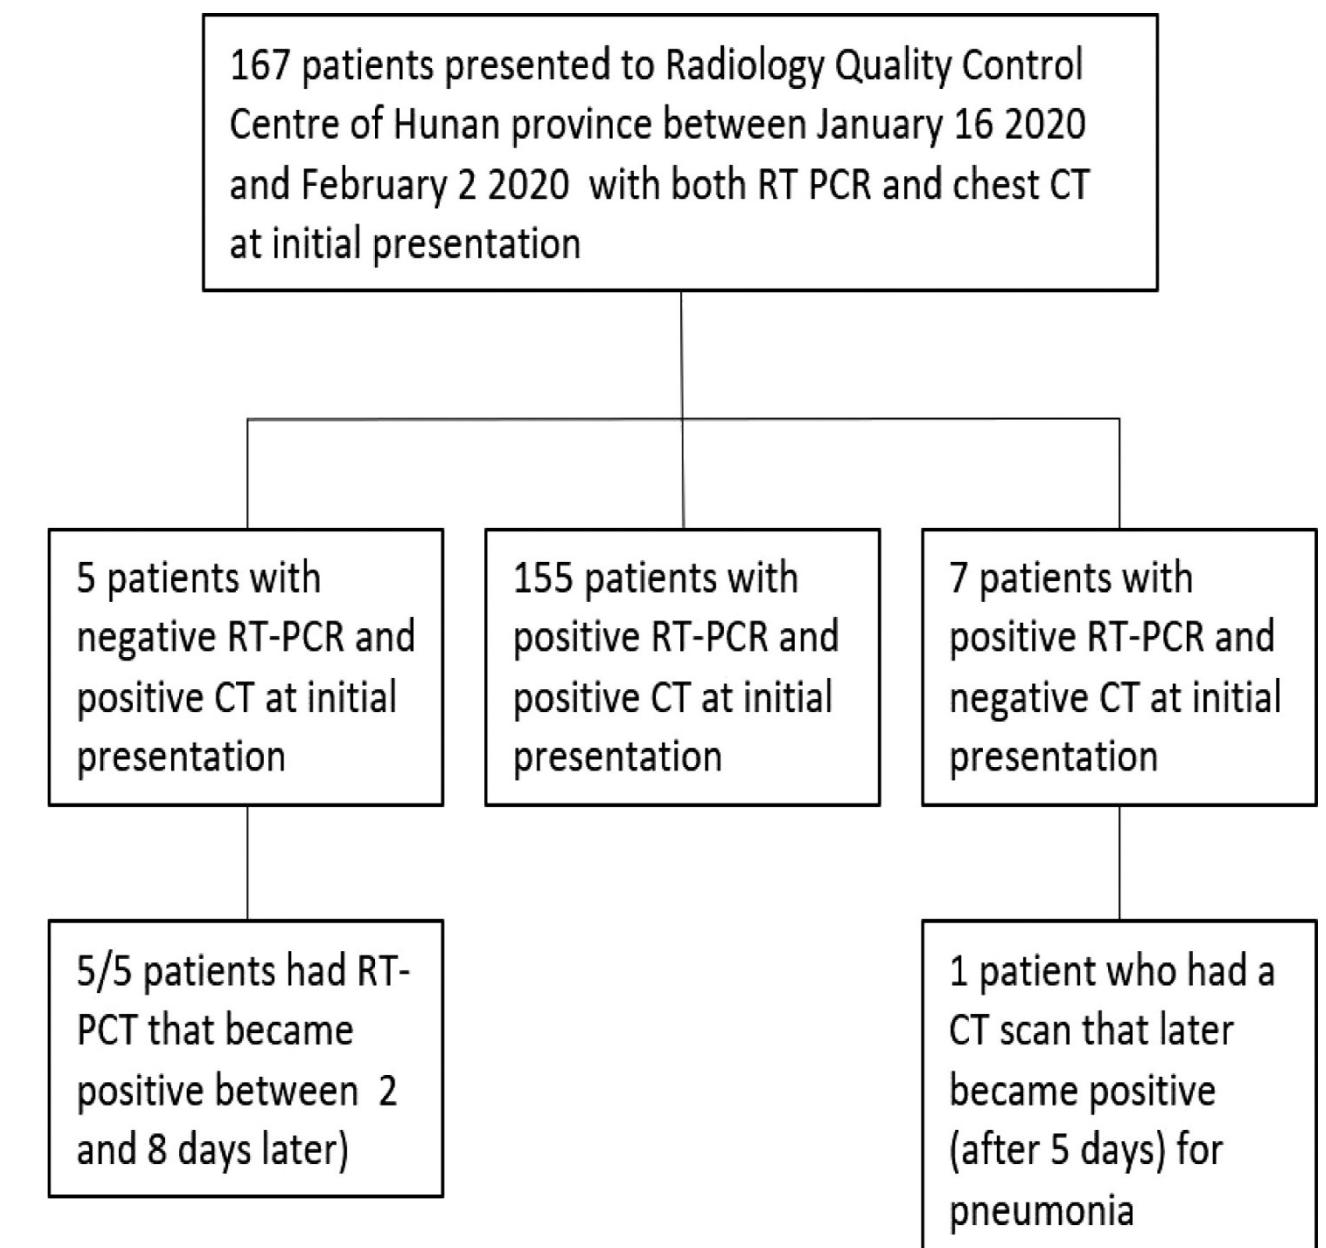 167 patients presented to Radiology Quality Control
Centre of Hunan province between January 16 2020
and February 2 2020 with both RT PCR and chest CT
at initial presentation
5 patients with
negative RT-PCR and
positive CT at initial
presentation
155 patients with
positive RT-PCR and
positive CT at initial
presentation
7 patients with
positive RT-PCR and
negative CT at initial
presentation
5/5 patients had RT-
PCT that became
positive between 2
and 8 days later)
1 patient who had a
CT scan that later
became positive
(after 5 days) for
pneumonia